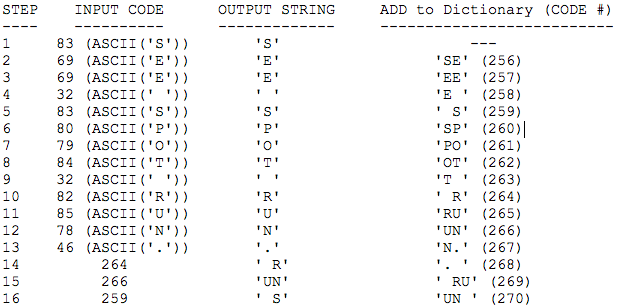 STEP    INPUT CODE    OUTPUT STRING    ADD to Dictionary (CODE #)
----    ----------    -------------    --------------------------
1    83 (ASCII('S'))    'S'    ---
2    69 (ASCII('E'))    'E'    'SE' (256)
3    69 (ASCII('E'))    'E'    'EE' (257)
4    32 (ASCII(' '))    ' '    'E ' (258)
5    83 (ASCII('S'))    'S'    ' S' (259)
6    80 (ASCII('P'))    'P'    'SP' (260)
7    79 (ASCII('O'))    'O'    'PO' (261)
8    84 (ASCII('T'))    'T'    'OT' (262)
9    32 (ASCII(' '))    ' '    'T ' (263)
10    82 (ASCII('R'))    'R'    ' R' (264)
11    85 (ASCII('U'))    'U'    'RU' (265)
12    78 (ASCII('N'))    'N'    'UN' (266)
13    46 (ASCII('.'))    '.'    'N.' (267)
14    264    ' R'    '. ' (268)
15    266    'UN'    ' RU' (269)
16    259    ' S'    'UN ' (270)